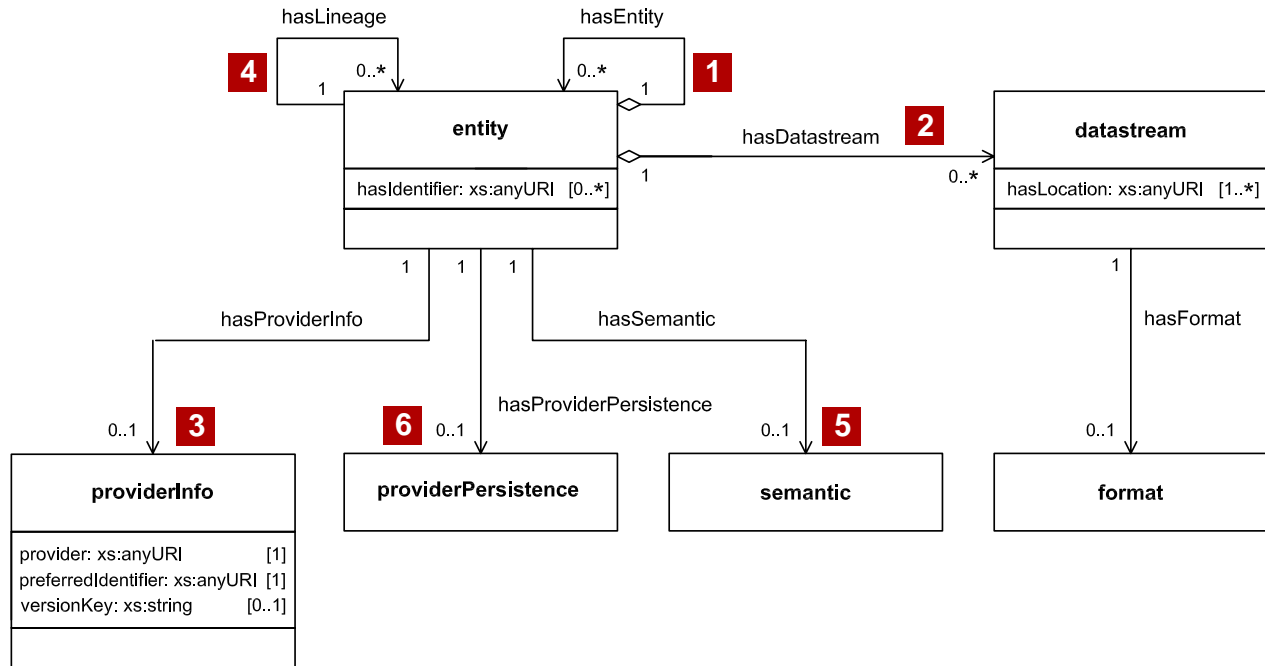 hasLineage
hasEntity
4
0..*
0..*
1
1
1
entity
hasDatastream
2
datastream
1
0..*
hasIdentifier: xs:anyURI [0..*]
hasLocation: xs:anyURI [1..*]
1
1
1
1
hasProviderInfo
hasSemantic
hasFormat
hasProviderPersistence
0..1
3
6
0..1
0..1
5
0..1
providerInfo
providerPersistence
semantic
format
provider: xs:anyURI [1]
preferredIdentifier: xs:anyURI [1]
versionKey: xs:string [0..1]